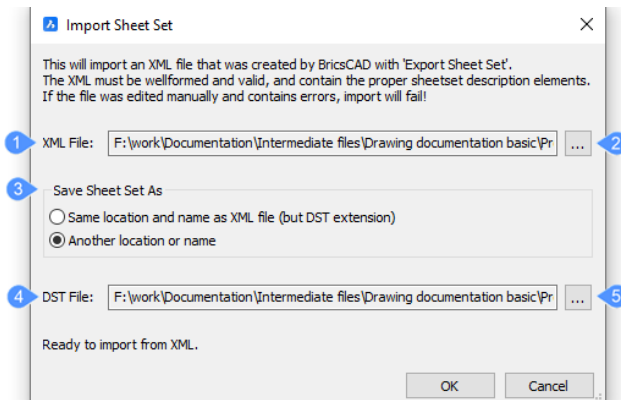 Import Sheet Set
This will import an XML file that was created by BricsCAD with 'Export Sheet Set'.
The XML must be wellformed and valid, and contain the proper sheetset description elements.
If the file was edited manually and contains errors, import will fail!
1 XML File: F:\work\Documentation\Intermediate files\Drawing documentation basic\Pr ... 2
3 Save Sheet Set As
Same location and name as XML file (but DST extension)
Another location or name
4 DST File: F:\work\Documentation\Intermediate files\Drawing documentation basic\Pr ... 5
Ready to import from XML.
OK Cancel